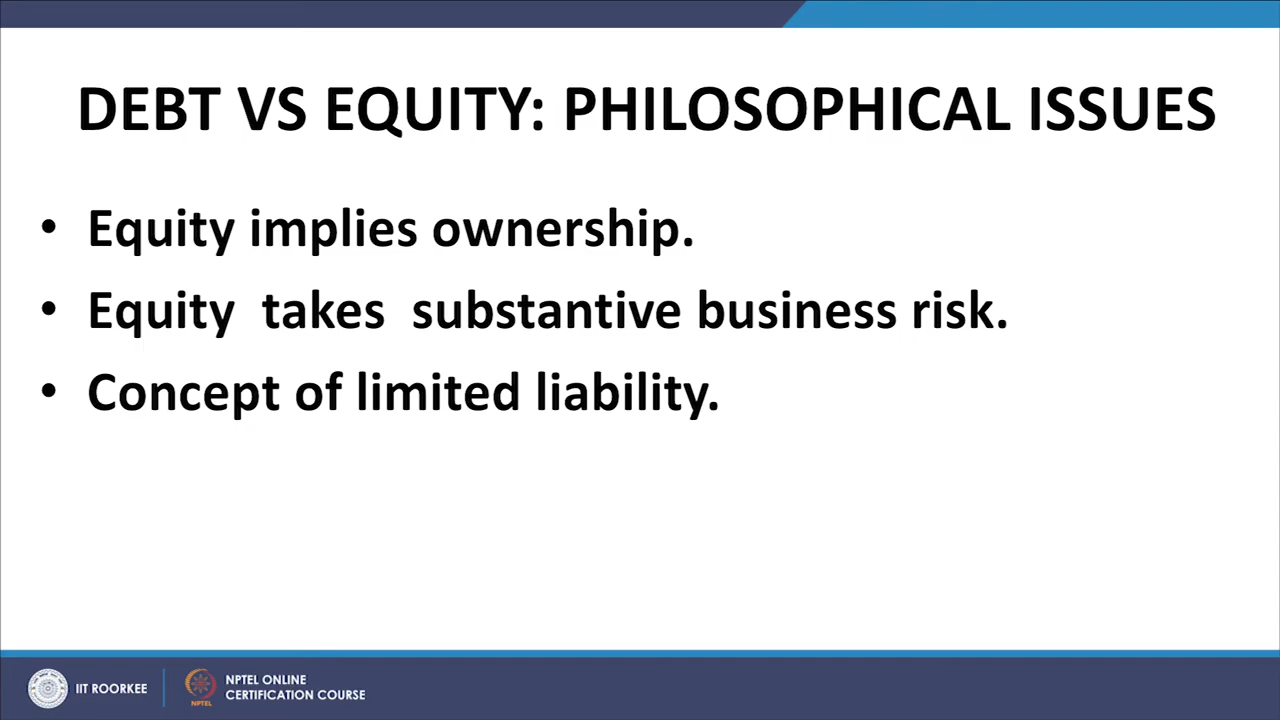 DEBT VS EQUITY: PHILOSOPHICAL ISSUES
• Equity implies ownership.
• Equity takes substantive business risk.
• Concept of limited liability.
IIT ROORKEE
NPTEL
NPTEL ONLINE
CERTIFICATION COURSE